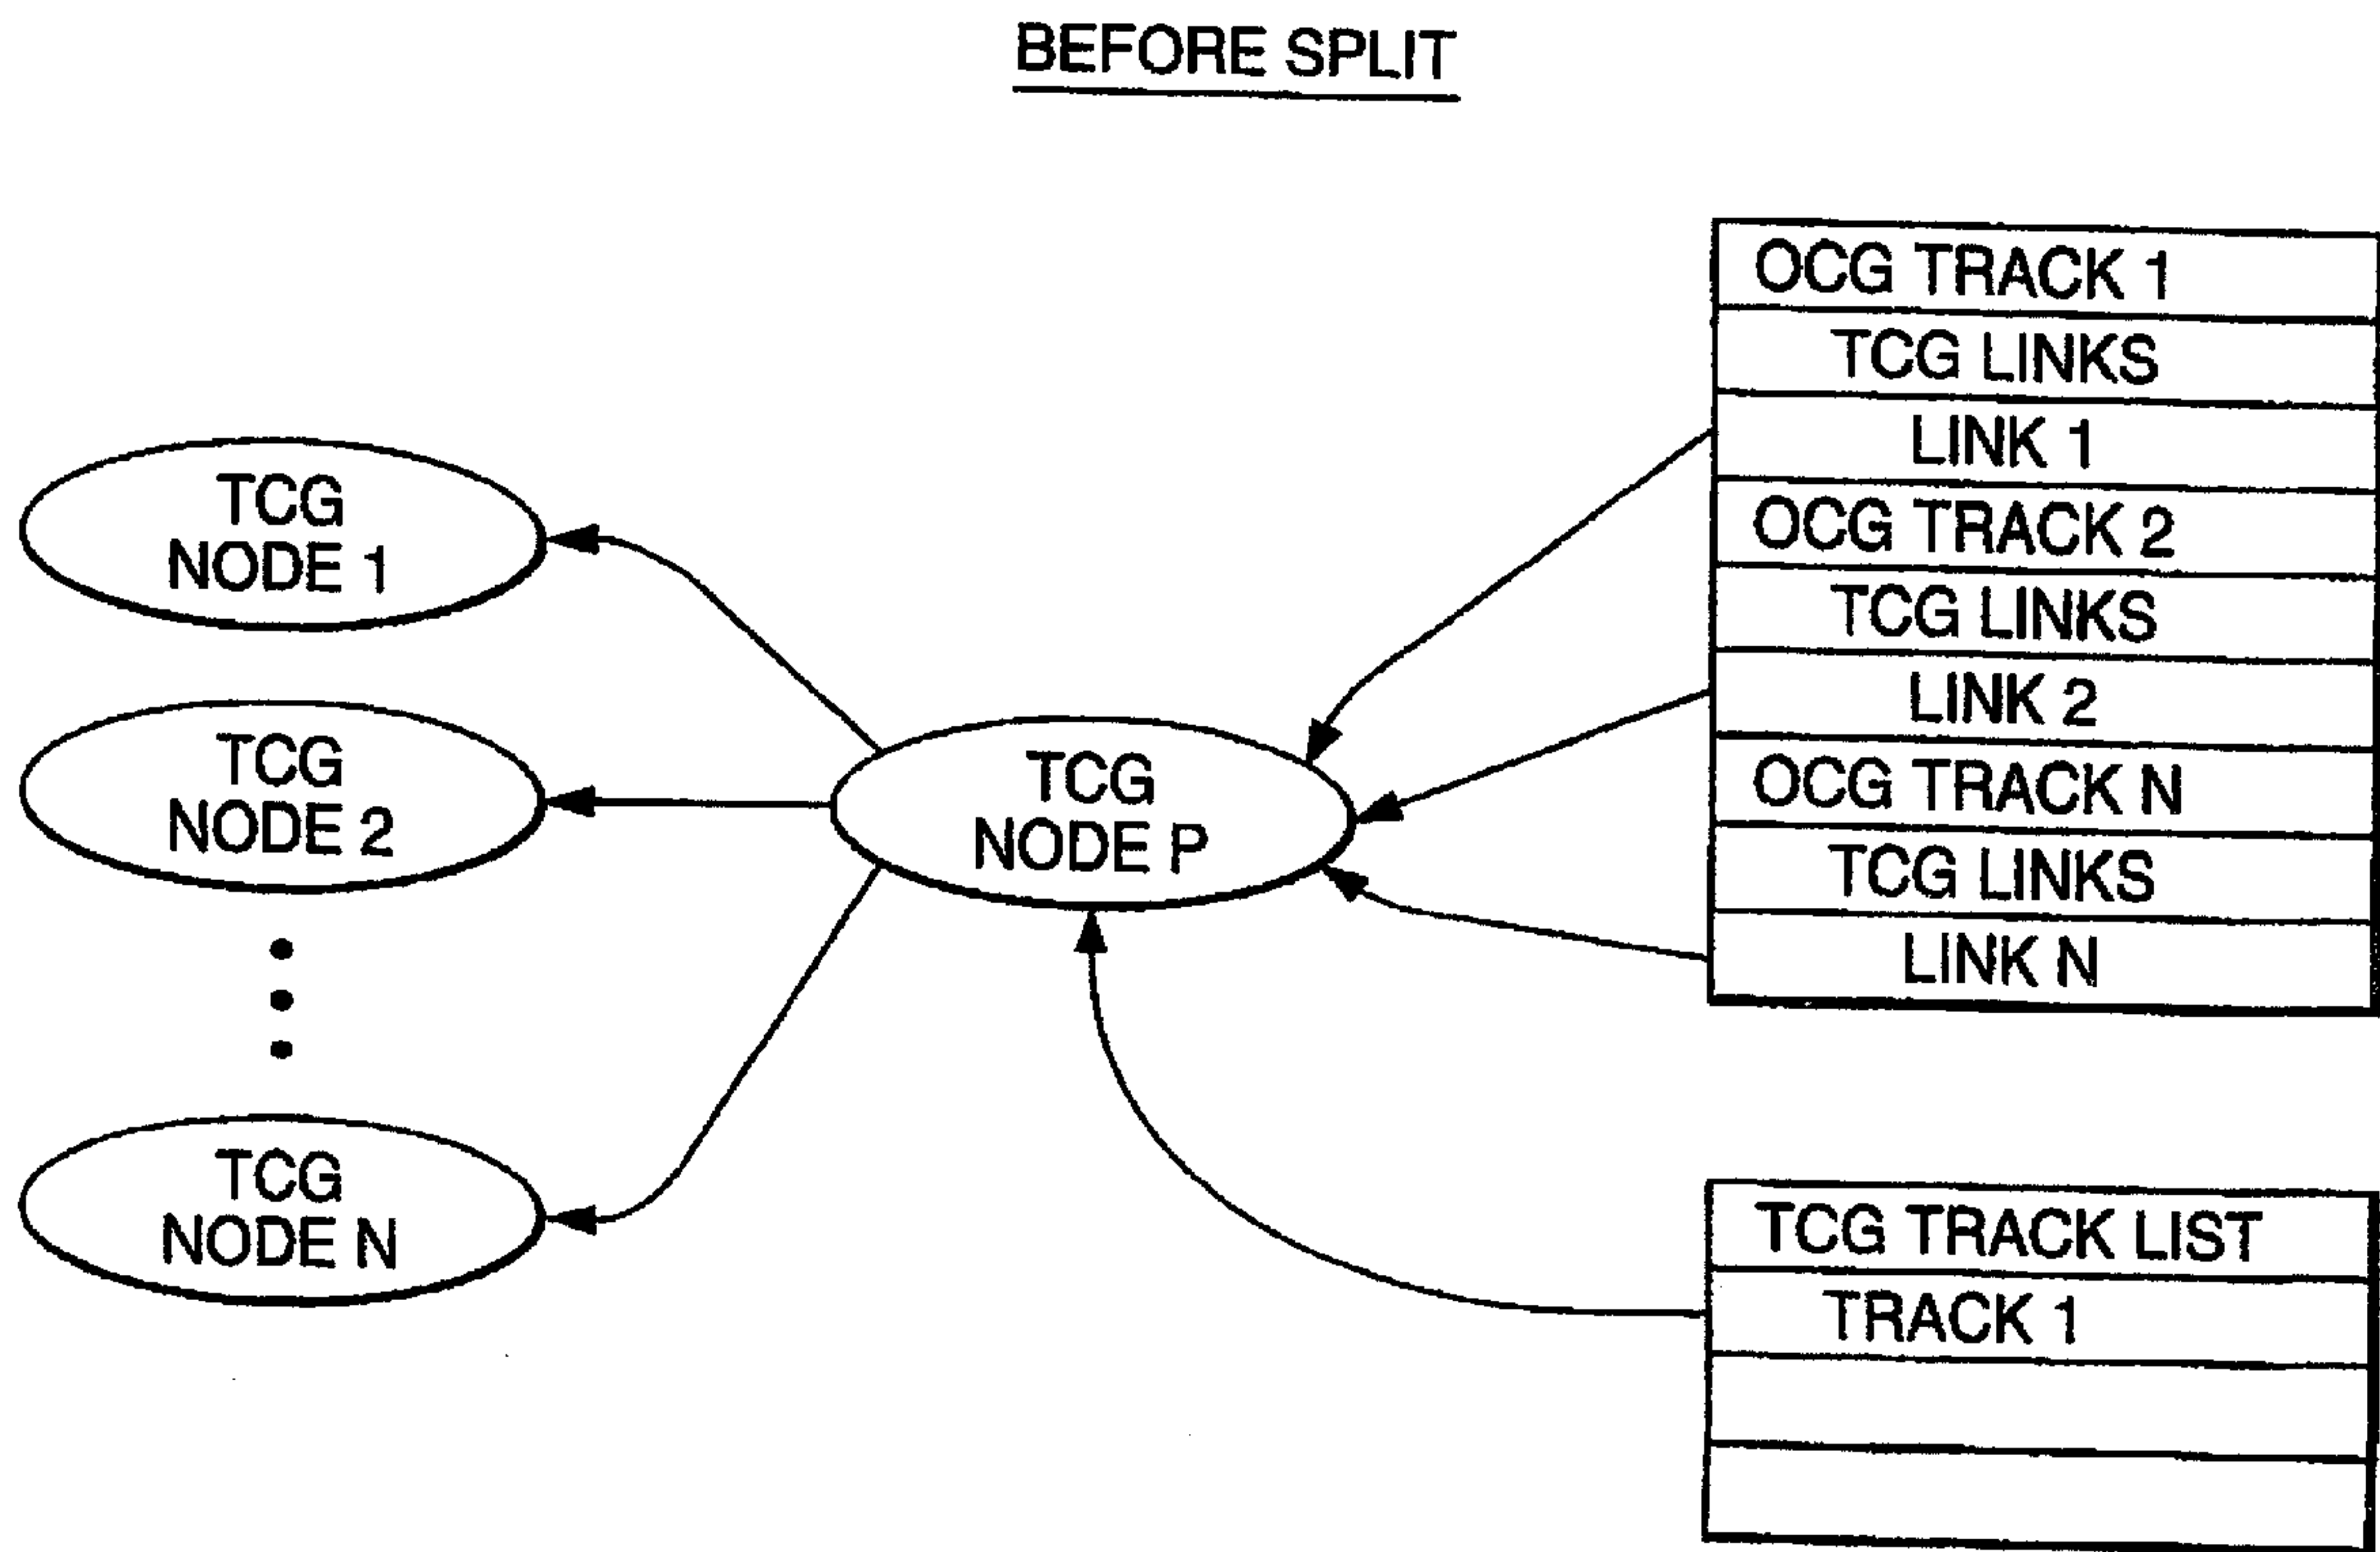 BEFORE SPLIT
TCG
NODE 1
TCG
NODE 2
TCG
NODE N
TCG
NODE P
OCG TRACK 1
TCG LINKS
LINK 1
OCG TRACK 2
TCG LINKS
LINK 2
OCG TRACK N
TCG LINKS
LINK N
TCG TRACK LIST
TRACK 1